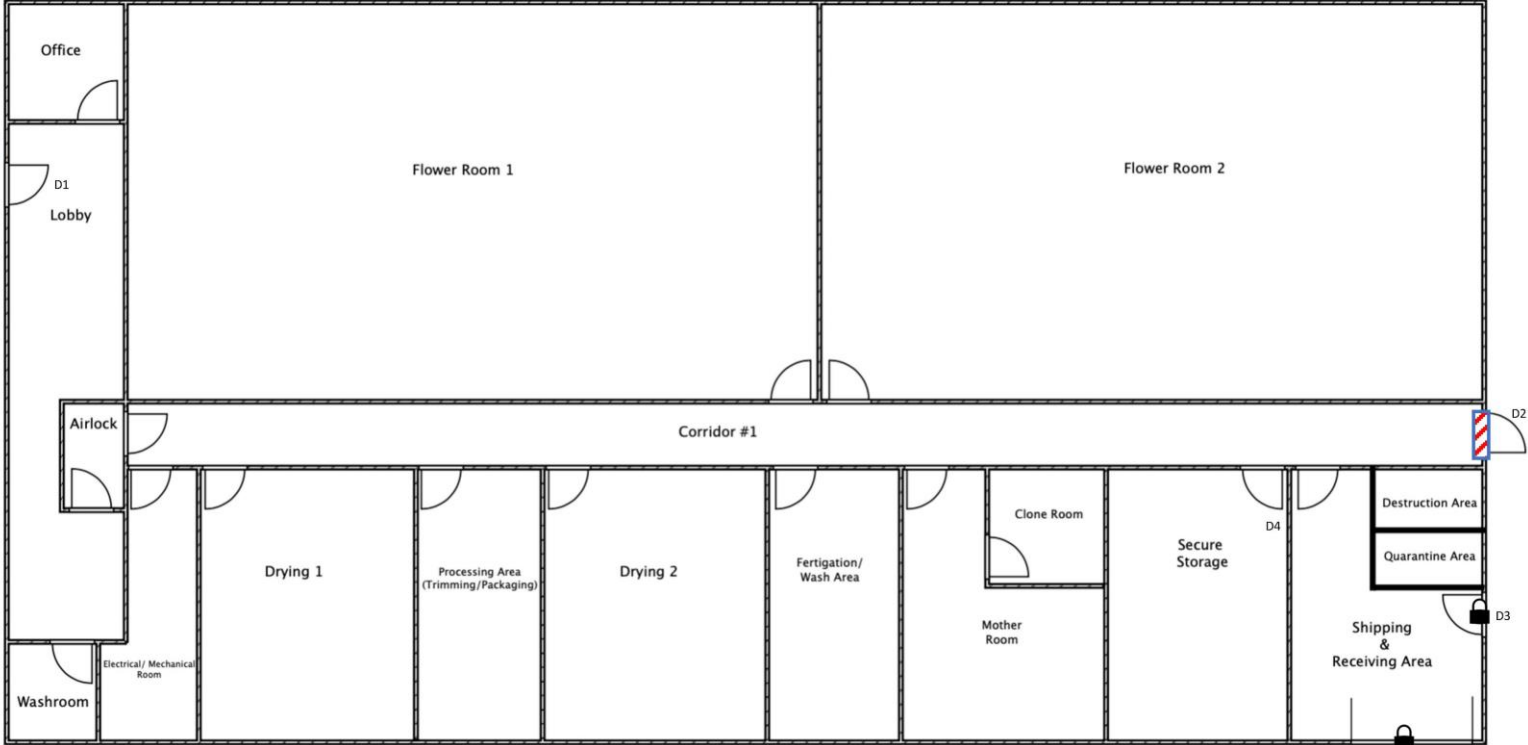 Office
Flower Room 1
Flower Room 2
D1
Lobby
Airlock
Corridor #1
D2
Destruction Area
Clone Room
D4
Secure
Storage
Quarantine Area
Drying 1
Processing Area
(Trimming/Packaging)
Drying 2
Fertigation/
Wash Area
Mother
Room
D3
Shipping
&
Receiving Area
Electrical/ Mechanical
Room
Washroom